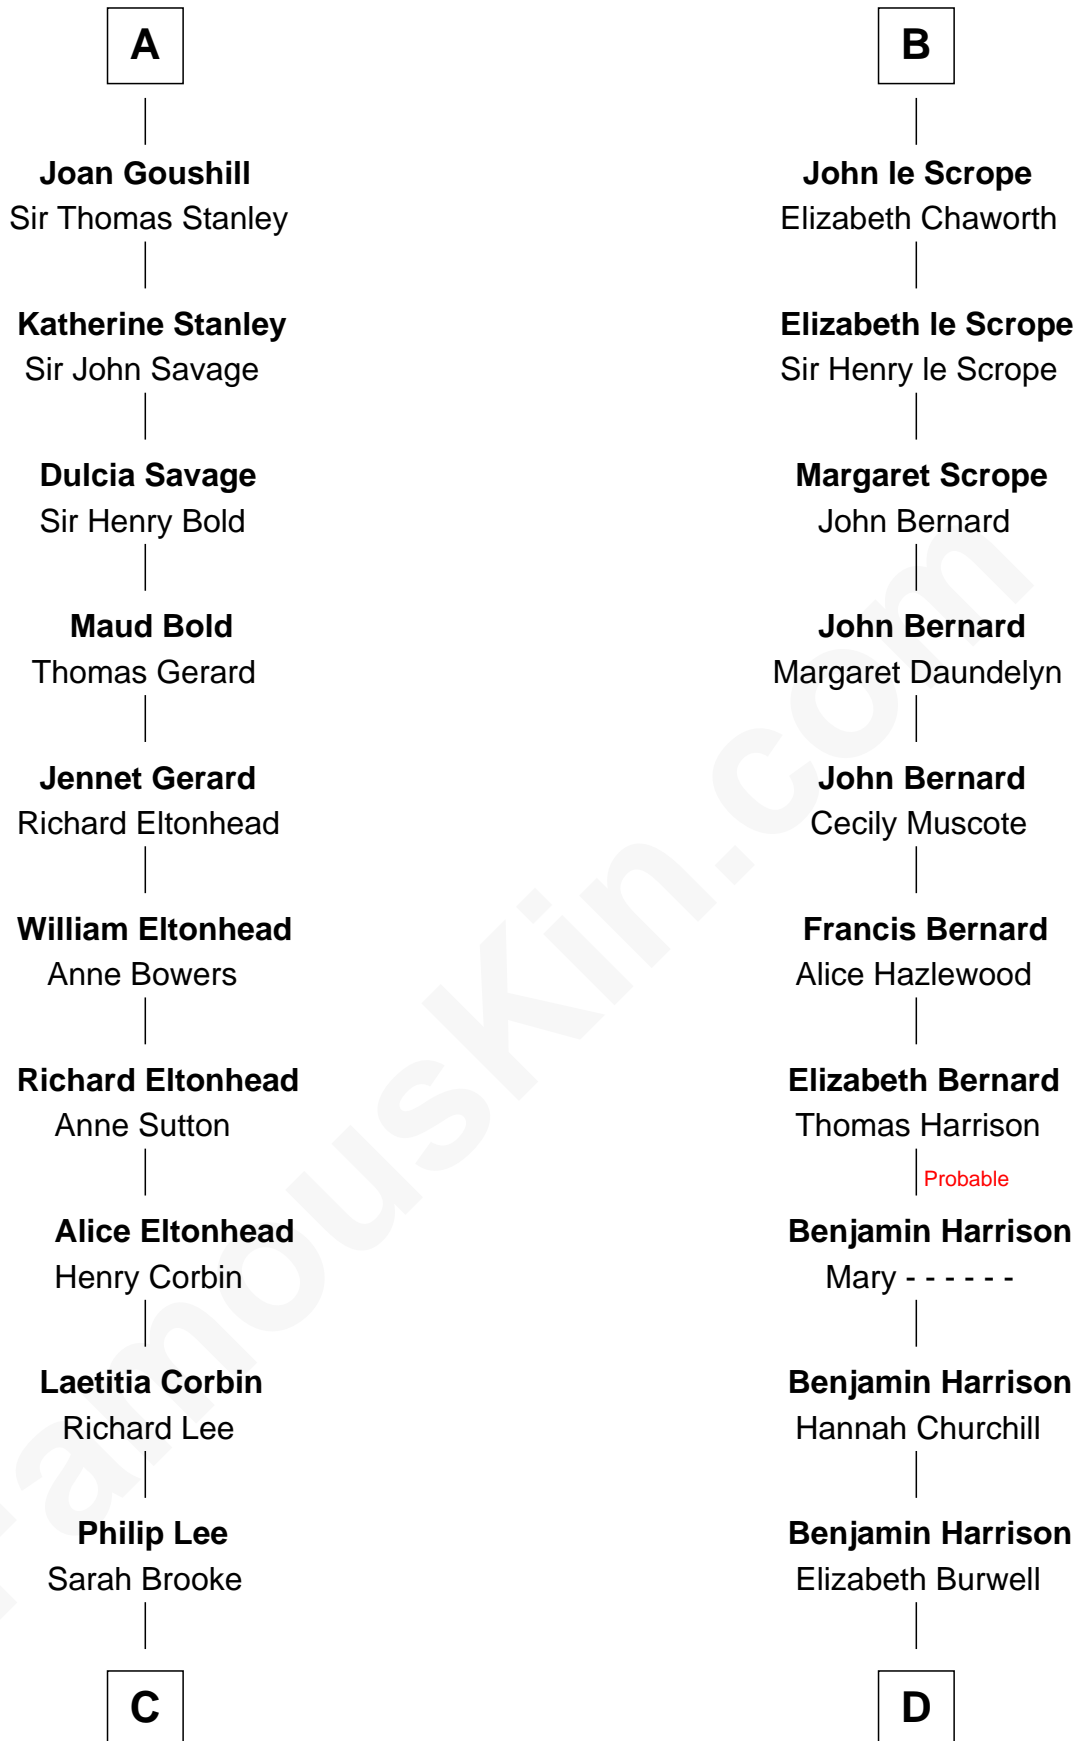 A
Joan Goushill
Sir Thomas Stanley
Katherine Stanley
Sir John Savage
Dulcia Savage
Sir Henry Bold
Maud Bold
Thomas Gerard
Jennet Gerard
Richard Eltonhead
William Eltonhead
Anne Bowers
Richard Eltonhead
Anne Sutton
Alice Eltonhead
Henry Corbin
Laetitia Corbin
Richard Lee
Philip Lee
Sarah Brooke
C
B
John le Scrope
Elizabeth Chaworth
Elizabeth le Scrope
Sir Henry le Scrope
Margaret Scrope
John Bernard
John Bernard
Margaret Daundelyn
John Bernard
Cecily Muscote
Francis Bernard
Alice Hazlewood
Elizabeth Bernard
Thomas Harrison
Probable
Benjamin Harrison
Mary - - - - - -
Benjamin Harrison
Hannah Churchill
Benjamin Harrison
Elizabeth Burwell
D
FamousKin.com